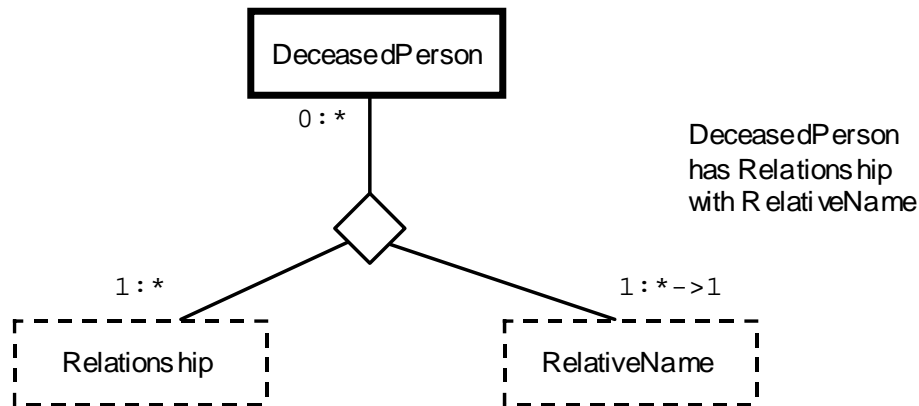 DeceasedPerson
0:*
DeceasedPerson
has Relationship
with RelativeName
1:*
1:*->1
Relationship
RelativeName